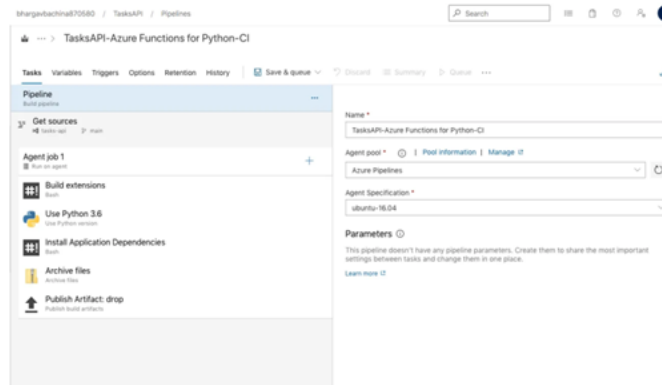 bhargavbachina870680 / TasksAPI / Pipelines
Search
... > TasksAPI-Azure Functions for Python-CI
Tasks Variables Triggers Options Retention History Save & queue Discard Summary Queue ...
Pipeline
Build pipeline
...
Get sources
tasks-api main
Agent job 1
Run on agent
+
Build extensions
Bash
Use Python 3.6
Use Python version
Install Application Dependencies
Bash
Archive files
Archive files
Publish Artifact: drop
Publish build artifacts
Name *
TasksAPI-Azure Functions for Python-CI
Agent pool * | Pool information | Manage
Azure Pipelines
Agent Specification *
ubuntu-16.04
Parameters
This pipeline doesn't have any pipeline parameters. Create them to share the most important
settings between tasks and change them in one place.
Learn more